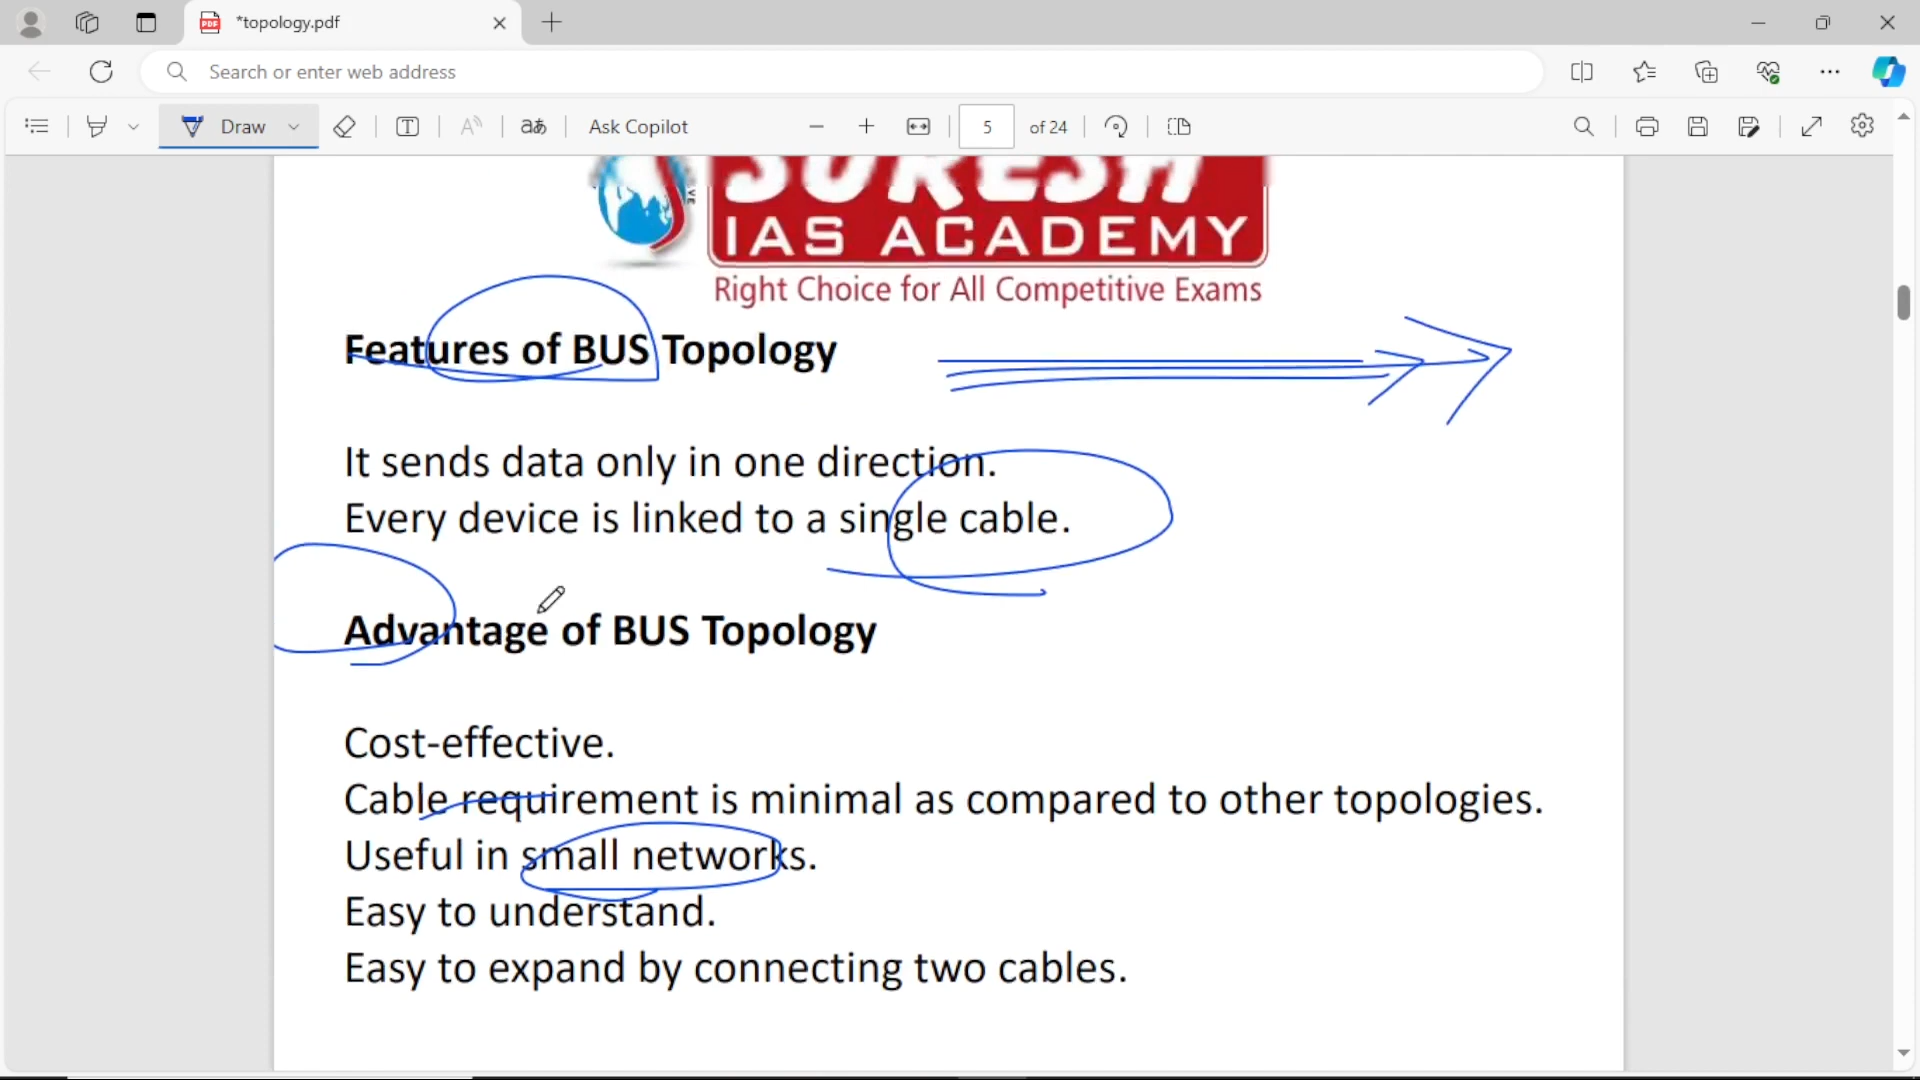 *topology.pdf
Search or enter web address
Draw
Ask Copilot
5 of 24
SURESH
IAS ACADEMY
Right Choice for All Competitive Exams
Features of BUS Topology
It sends data only in one direction.
Every device is linked to a single cable.
Advantage of BUS Topology
Cost-effective.
Cable requirement is minimal as compared to other topologies.
Useful in small networks.
Easy to understand.
Easy to expand by connecting two cables.